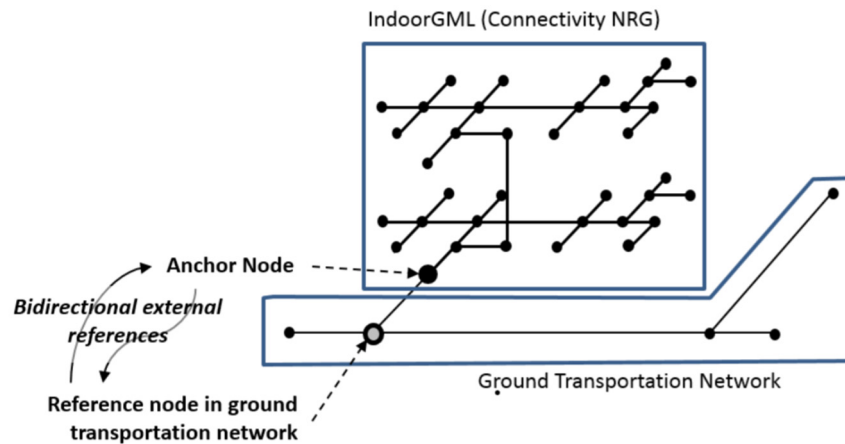 IndoorGML (Connectivity NRG)
Anchor Node
Bidirectional external
references
Reference node in ground
transportation network
Ground Transportation Network